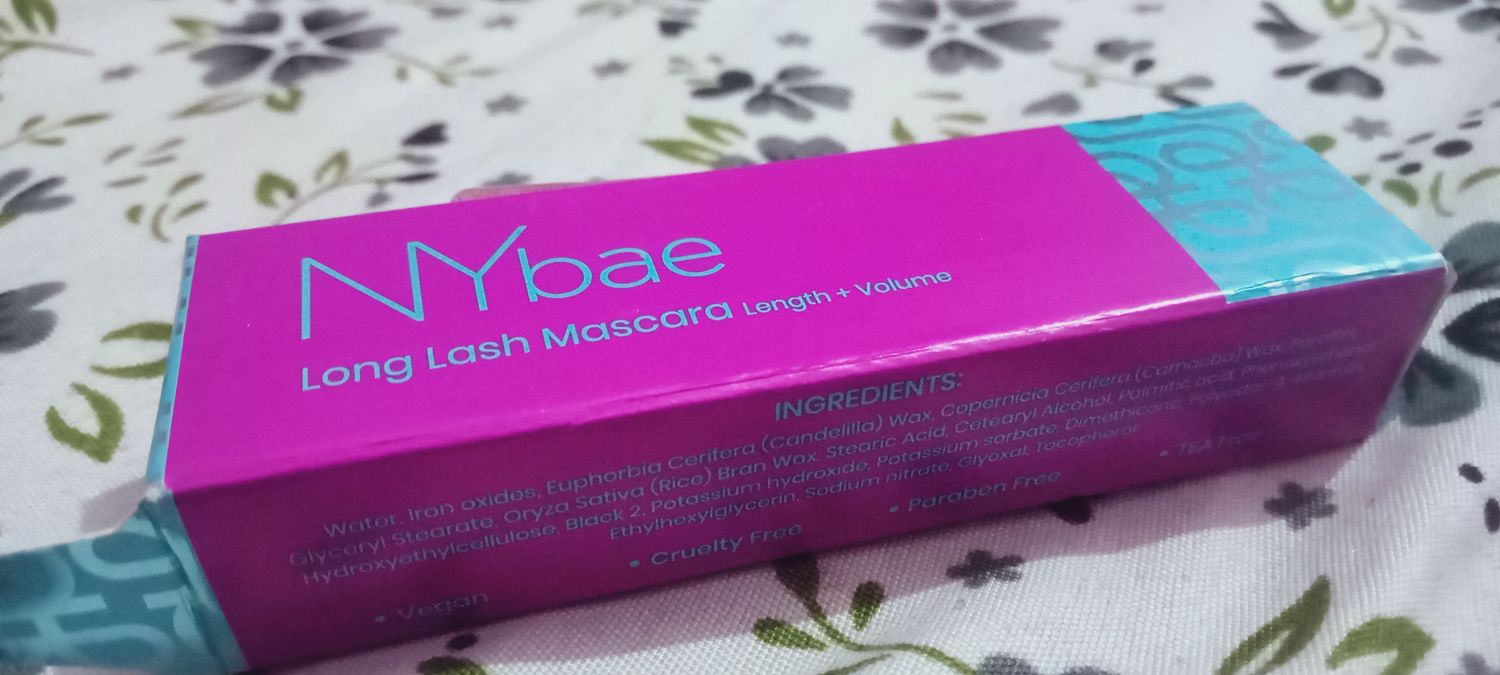 NYbae
Long Lash Mascara Length + Volume
INGREDIENTS:
Water, Iron oxides, Euphorbia Cerifera (Candelilla) Wax, Copernicia Cerifera (Carnauba) Wax, Paraffin,
Glyceryl Stearate, Oryza Sativa (Rice) Bran Wax, Stearic Acid, Cetearyl Alcohol, Palmitic acid, Phenoxyethanol,
Hydroxyethylcellulose, Black 2, Potassium hydroxide, Potassium sorbate, Dimethicone, Polyester-
Ethylhexylglycerin, Sodium nitrate, Glyoxal, Tocopherol
• Vegan • Cruelty Free • Paraben Free • TEA Free